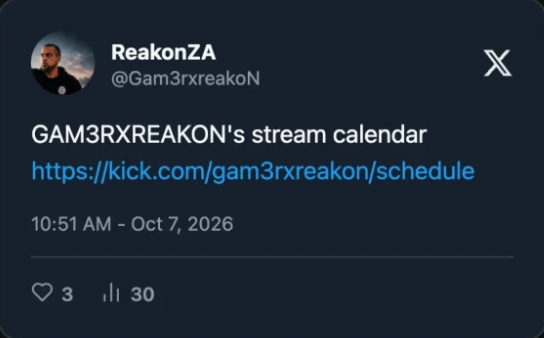 ReakonZA
@Gam3rxreakoN
GAM3RXREAKON's stream calendar
https://kick.com/gam3rxreakon/schedule
10:51 AM - Oct 7, 2026
3 30